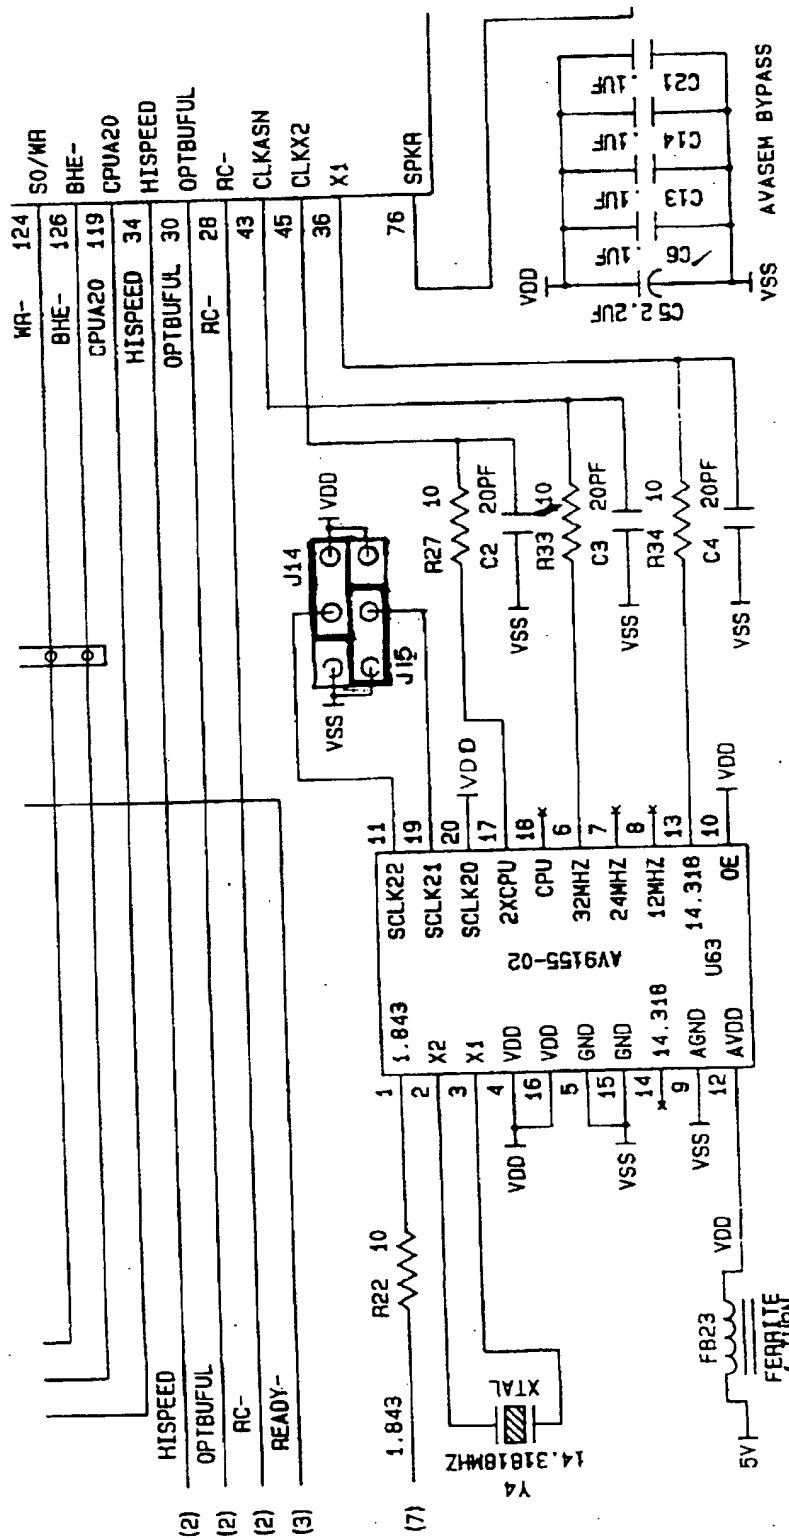 WR- 124 SO/WR
BHE- 126 BHE-
CPUA20 119 CPUA20
HISPEED 34 HISPEED
OPTBUFUL 30 OPTBUFUL
RC- 28 RC-
43 CLKASN
45 CLKX2
36 X1
76 SPKR
HISPEED
(2) OPTBUFUL
(2) RC-
(2) READY-
(3)
J14
VDD
VSS
J15
R27 10
C2 20PF
VSS
R33 10
C3 20PF
VSS
R34 10
C4 20PF
VSS
VDD
C5 2.2UF
C6 .1UF
C13 .1UF
C14 .1UF
C21 .1UF
VSS
AVASEM BYPASS
SCLK22 11
SCLK21 19
SCLK20 20 VDD
2XCPU 17
CPU 18
32MHZ 6
24MHZ 7
12MHZ 8
14.318 13
OE 10 VDD
AV9155-02
U63
1 1.843
2 X2
3 X1
4 VDD
16 VDD
5 GND
15 GND
14 14.318
9 AGND
12 AVDD
VDD
VSS
VSS
VDD
R22 10
(7) 1.843
Y4
14.31818MHZ
XTAL
5V
FB23
FERRITE
TURN